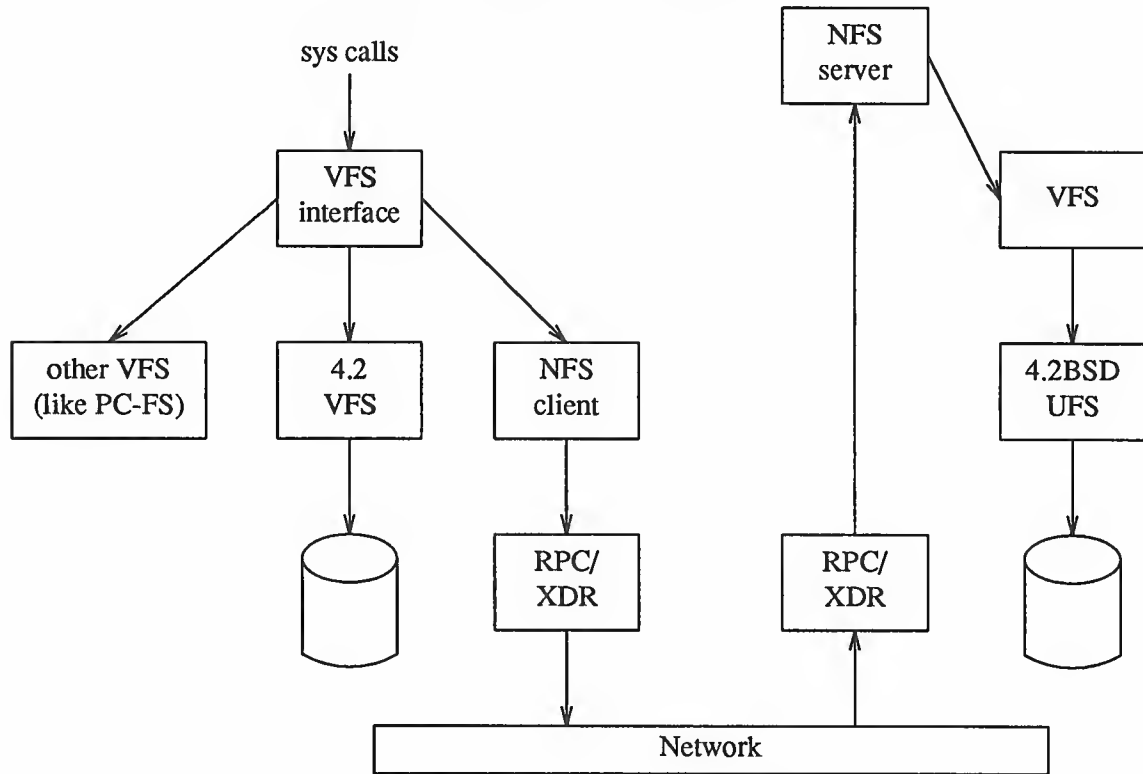 sys calls
VFS
interface
other VFS
(like PC-FS)
4.2
VFS
NFS
client
RPC/
XDR
NFS
server
VFS
4.2BSD
UFS
RPC/
XDR
Network